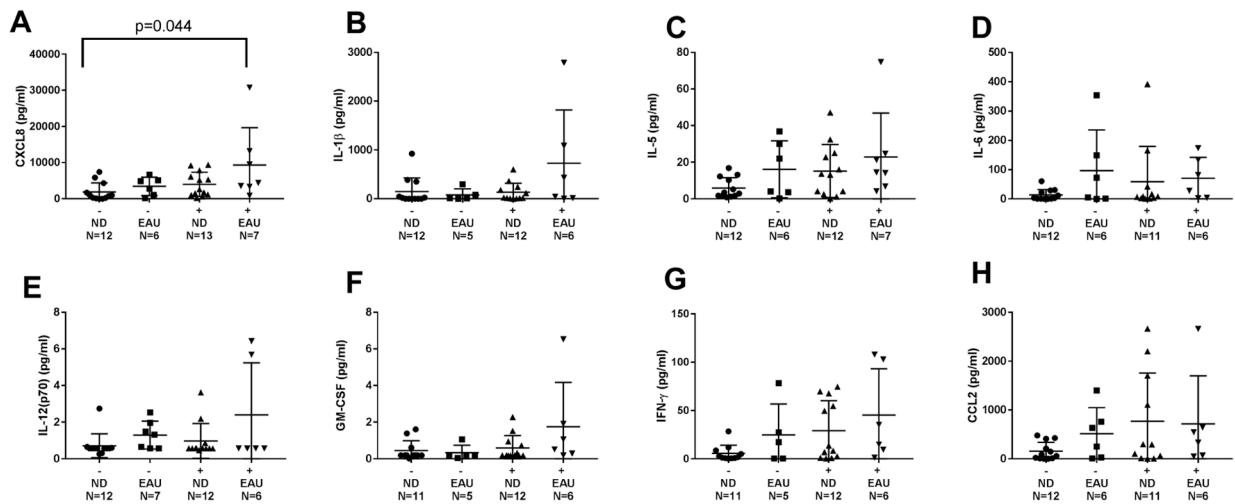 A
p=0.044
CXCL8 (pg/ml)
40000
30000
20000
10000
0
ND EAU ND EAU
- - + +
N=12 N=6 N=13 N=7
B
IL-1β (pg/ml)
3000
2000
1000
0
ND EAU ND EAU
- - + +
N=12 N=5 N=12 N=6
C
IL-5 (pg/ml)
80
60
40
20
0
ND EAU ND EAU
- - + +
N=12 N=6 N=12 N=7
D
IL-6 (pg/ml)
500
400
300
200
100
0
ND EAU ND EAU
- - + +
N=12 N=6 N=11 N=6
E
IL-12(p70) (pg/ml)
8
6
4
2
0
ND EAU ND EAU
- - + +
N=12 N=7 N=12 N=6
F
GM-CSF (pg/ml)
8
6
4
2
0
ND EAU ND EAU
- - + +
N=11 N=5 N=12 N=6
G
IFN-γ (pg/ml)
150
100
50
0
ND EAU ND EAU
- - + +
N=11 N=5 N=12 N=6
H
CCL2 (pg/ml)
3000
2000
1000
0
ND EAU ND EAU
- - + +
N=12 N=6 N=11 N=6